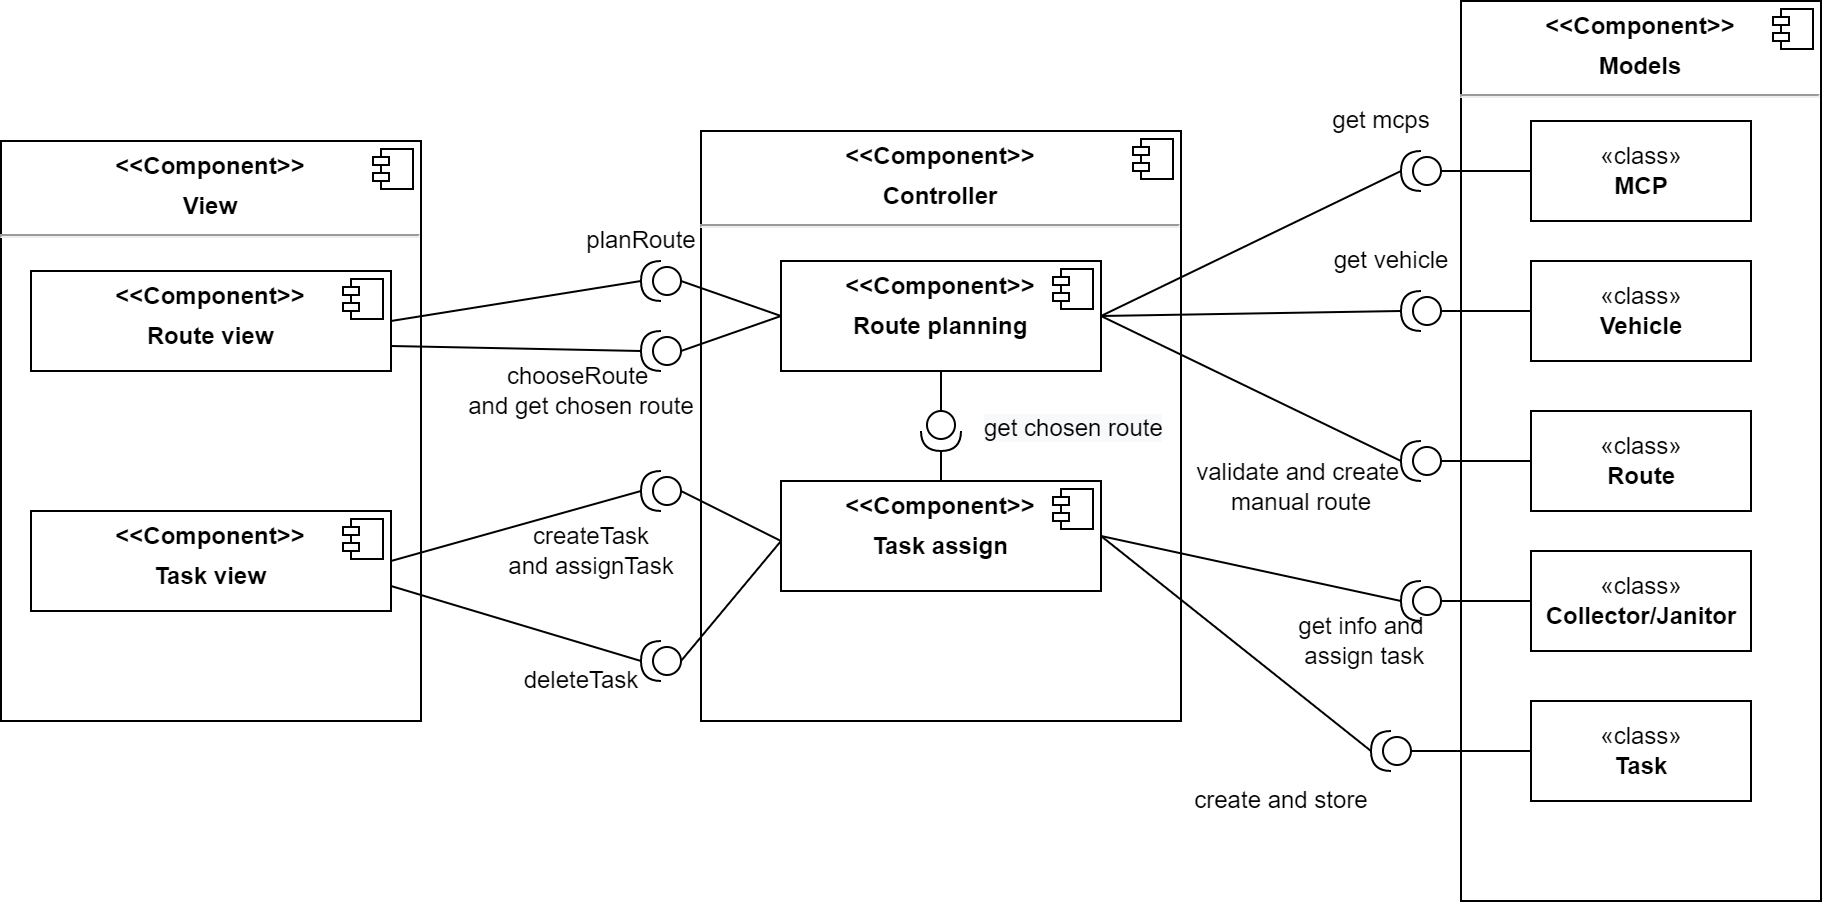 <<Component>>
View
<<Component>>
Route view
<<Component>>
Task view
planRoute
chooseRoute
and get chosen route
createTask
and assignTask
deleteTask
<<Component>>
Controller
<<Component>>
Route planning
get chosen route
<<Component>>
Task assign
get mcps
get vehicle
validate and create
manual route
get info and
assign task
create and store
<<Component>>
Models
«class»
MCP
«class»
Vehicle
«class»
Route
«class»
Collector/Janitor
«class»
Task